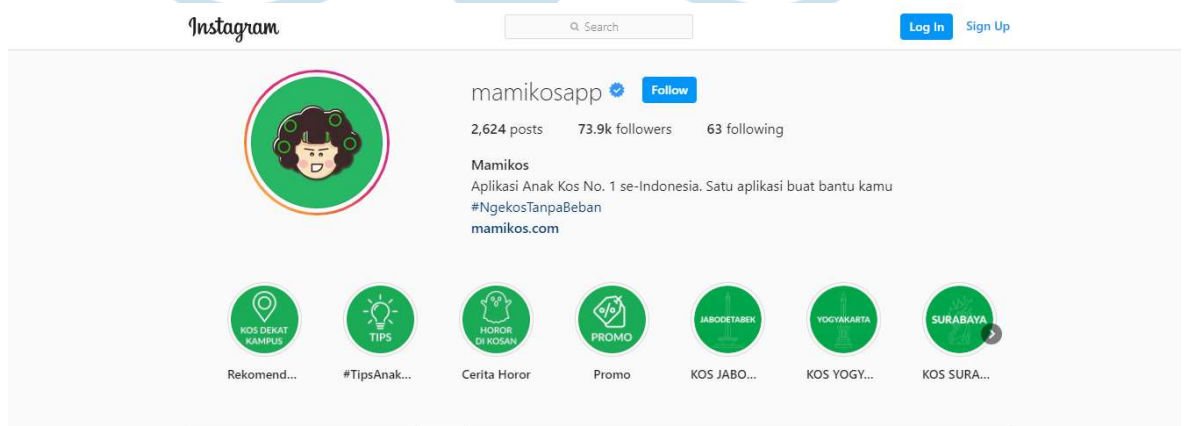 Instagram
Search
Log In
Sign Up
mamikosapp
Follow
2,624 posts 73.9k followers 63 following
Mamikos
Aplikasi Anak Kos No. 1 se-Indonesia. Satu aplikasi buat bantu kamu
#NgekosTanpaBeban
mamikos.com
KOS DEKAT
KAMPUS
TIPS
HOROR
DI KOSAN
PROMO
JABODETABEK
YOGYAKARTA
SURABAYA
Rekomend...
#TipsAnak...
Cerita Horor
Promo
KOS JABO...
KOS YOGY...
KOS SURA...